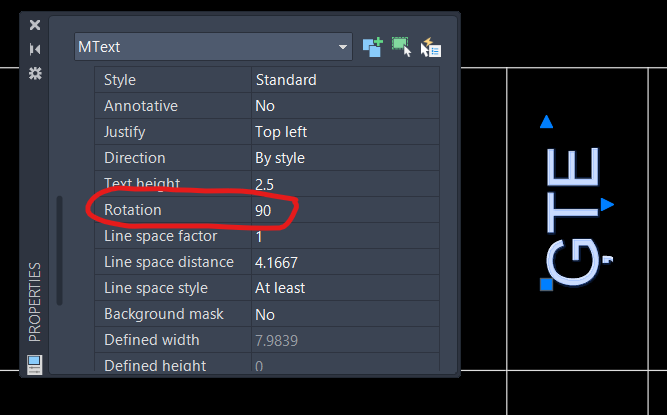 MText
Style Standard
Annotative No
Justify Top left
Direction By style
Text height 2.5
Rotation 90
Line space factor 1
Line space distance 4.1667
Line space style At least
Background mask No
Defined width 7.9839
Defined height 0
PROPERTIES
ĢTE